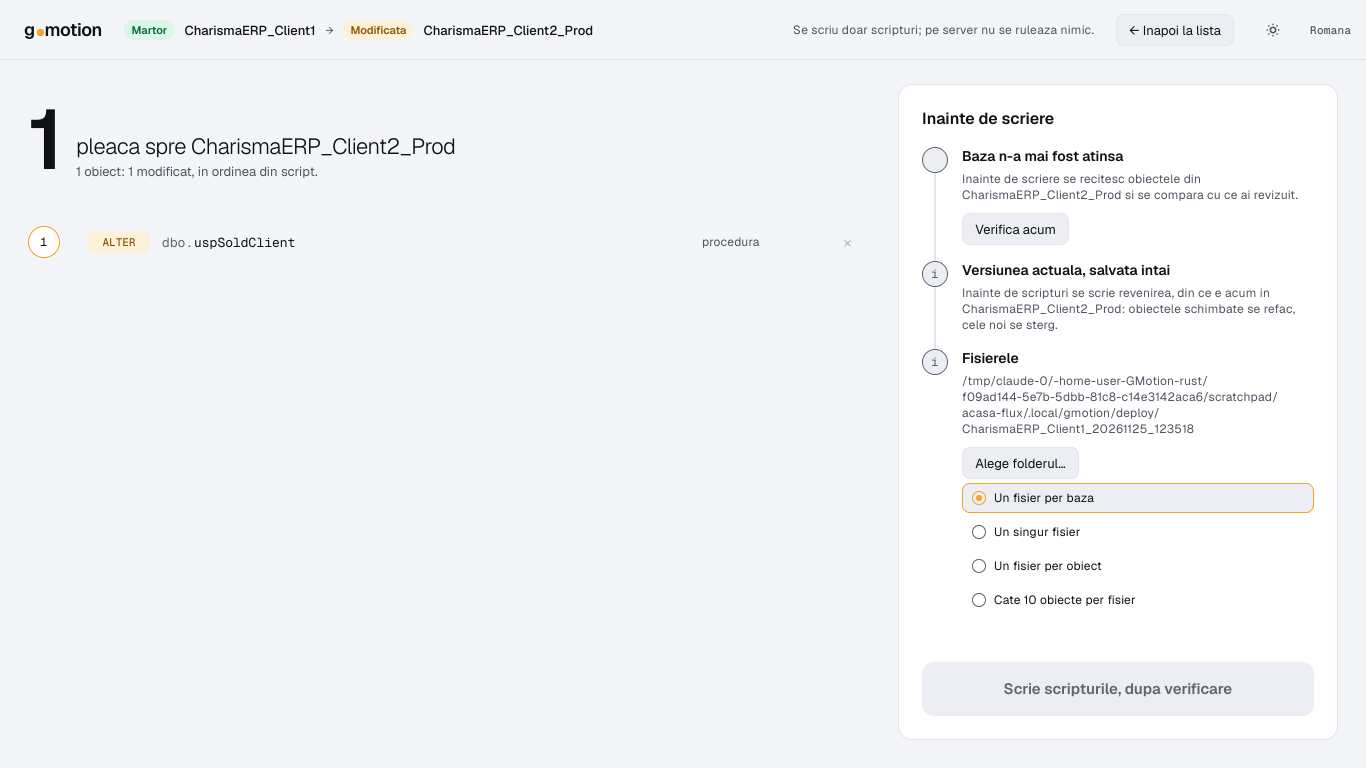 g motion Martor CharismaERP_Client1 → Modificata CharismaERP_Client2_Prod Se scriu doar scripturi; pe server nu se ruleaza nimic. ← Inapoi la lista Romana
1 pleaca spre CharismaERP_Client2_Prod
1 obiect: 1 modificat, in ordinea din script.
1 ALTER dbo.uspSoldClient procedura ×
Inainte de scriere
Baza n-a mai fost atinsa
Inainte de scriere se recitesc obiectele din
CharismaERP_Client2_Prod si se compara cu ce ai revizuit.
Verifica acum
i Versiunea actuala, salvata intai
Inainte de scripturi se scrie revenirea, din ce e acum in
CharismaERP_Client2_Prod: obiectele schimbate se refac,
cele noi se sterg.
i Fisierele
/tmp/claude-0/-home-user-GMotion-rust/
f09ad144-5e7b-5dbb-81c8-c14e3142aca6/scratchpad/
acasa-flux/.local/gmotion/deploy/
CharismaERP_Client1_20261125_123518
Alege folderul…
Un fisier per baza
Un singur fisier
Un fisier per obiect
Cate 10 obiecte per fisier
Scrie scripturile, dupa verificare